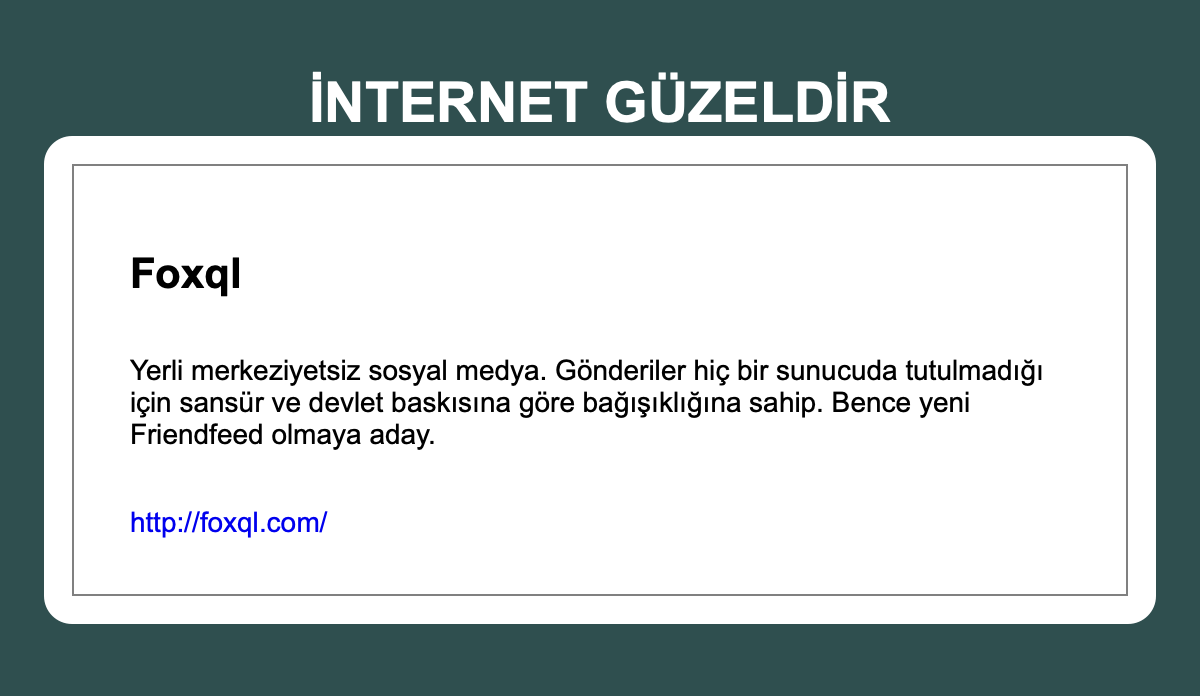 İNTERNET GÜZELDİR
Foxql
Yerli merkeziyetsiz sosyal medya. Gönderiler hiç bir sunucuda tutulmadığı
için sansür ve devlet baskısına göre bağışıklığına sahip. Bence yeni
Friendfeed olmaya aday.
http://foxql.com/